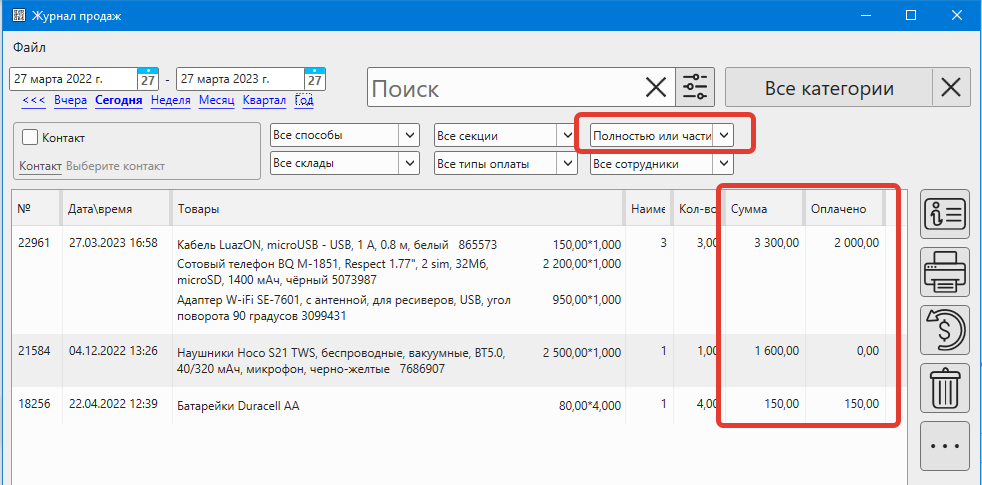 Журнал продаж
Файл
27 марта 2022 г. 27 - 27 марта 2023 г. 27
<<< Вчера Сегодня Неделя Месяц Квартал Год
Поиск
Все категории
Контакт
Контакт Выберите контакт
Все способы Все секции Полностью или части
Все склады Все типы оплаты Все сотрудники
№ Дата\время Товары Наиме Кол-во Сумма Оплачено
22961 27.03.2023 16:58 Кабель LuazON, microUSB - USB, 1 А, 0.8 м, белый 865573 150,00*1,000 3 3,00 3 300,00 2 000,00
Сотовый телефон BQ M-1851, Respect 1.77", 2 sim, 32Мб, 2 200,00*1,000
microSD, 1400 мАч, чёрный 5073987
Адаптер W-iFi SE-7601, с антенной, для ресиверов, USB, угол 950,00*1,000
поворота 90 градусов 3099431
21584 04.12.2022 13:26 Наушники Hoco S21 TWS, беспроводные, вакуумные, BT5.0, 2 500,00*1,000 1 1,00 1 600,00 0,00
40/320 мАч, микрофон, черно-желтые 7686907
18256 22.04.2022 12:39 Батарейки Duracell AA 80,00*4,000 1 4,00 150,00 150,00